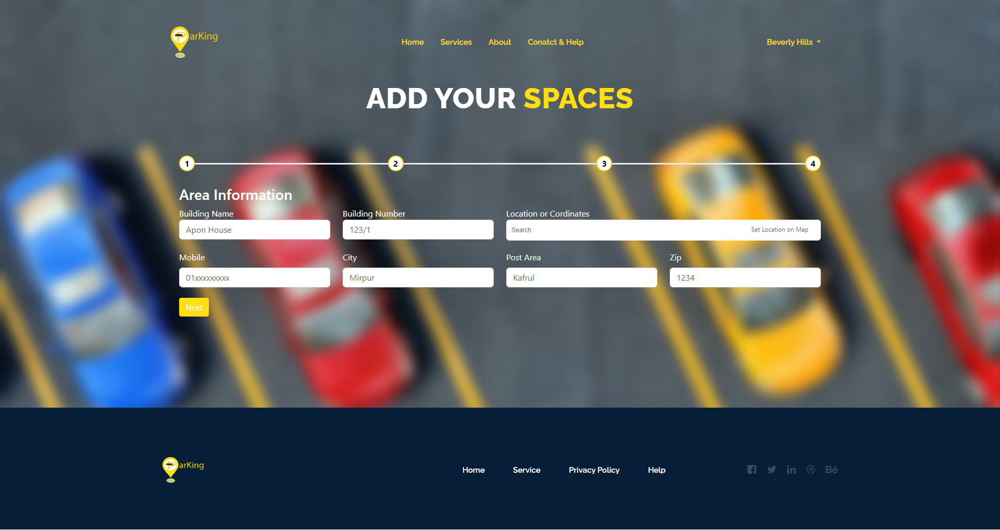 arKing
Home Services About Conatct & Help Beverly Hills
ADD YOUR SPACES
1 2 3 4
Area Information
Building Name Building Number Location or Cordinates
Apon House 123/1 Search Set Location on Map
Mobile City Post Area Zip
01xxxxxxxxx Mirpur Kafrul 1234
Next
arKing
Home Service Privacy Policy Help Bē